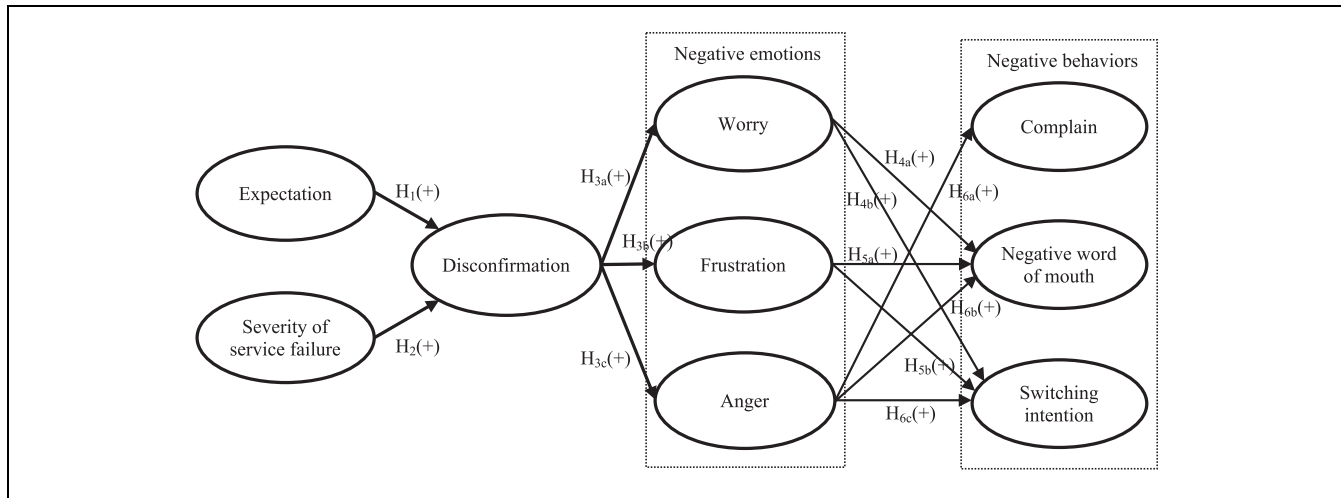 Negative emotions
Negative behaviors
Worry
Complain
H4a(+)
H3a(+)
H6a(+)
Expectation
H1(+)
H4b(+)
H3b(+)
Disconfirmation
Frustration
H5a(+)
Negative word
of mouth
H6b(+)
Severity of
service failure
H2(+)
H3c(+)
H5b(+)
Anger
H6c(+)
Switching
intention